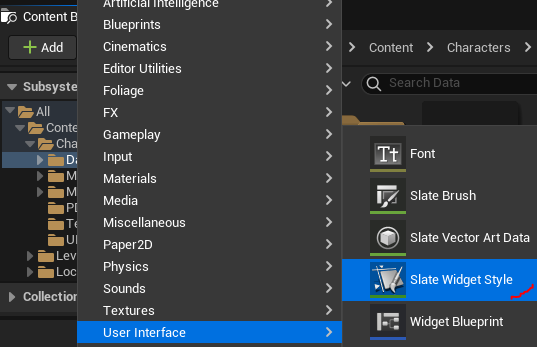 Artificial Intelligence
Content B
Blueprints
Add
Cinematics
Content
Characters
Editor Utilities
Subsyste
Foliage
Search Data
All
FX
Conte
Gameplay
Cha
Input
Font
Da
Materials
M
Media
Slate Brush
M
Miscellaneous
PD
Paper2D
Slate Vector Art Data
Te
UI
Physics
Lev
Sounds
Slate Widget Style
Loc
Textures
Collection
User Interface
Widget Blueprint